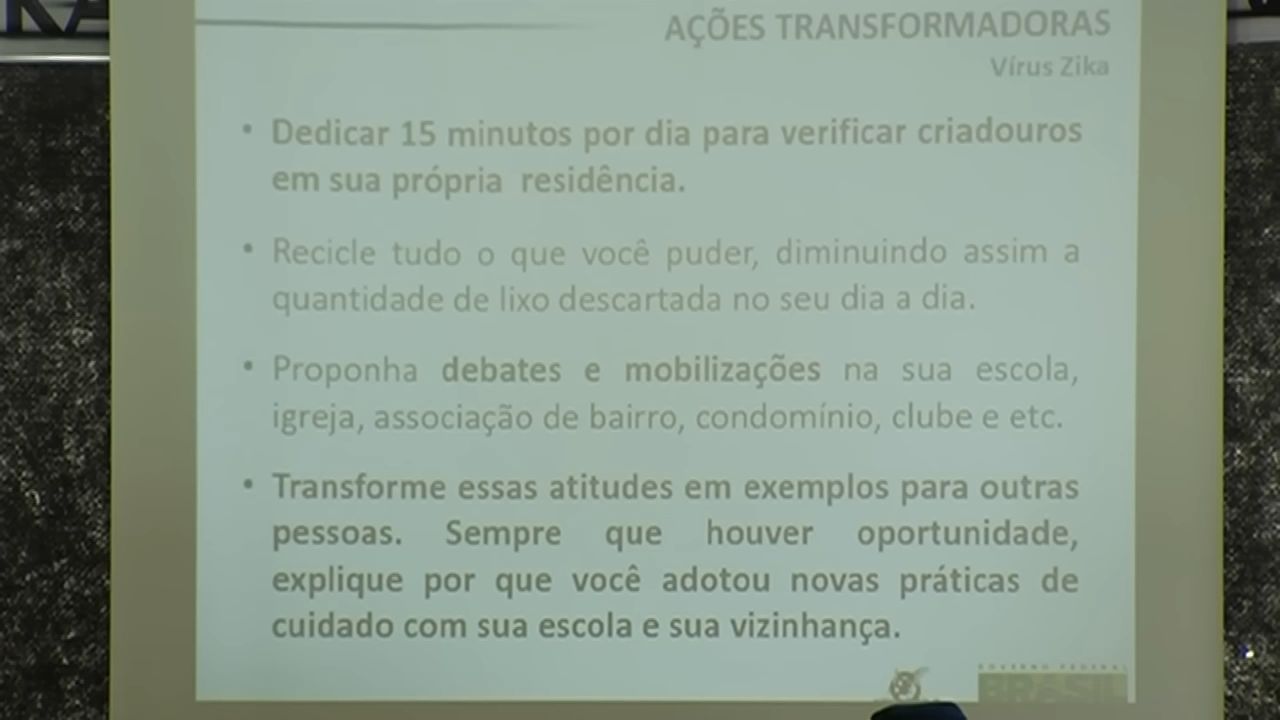 AÇÕES TRANSFORMADORAS
Vírus Zika
• Dedicar 15 minutos por dia para verificar criadouros
em sua própria residência.
• Recicle tudo o que você puder, diminuindo assim a
quantidade de lixo descartada no seu dia a dia.
• Proponha debates e mobilizações na sua escola,
igreja, associação de bairro, condomínio, clube e etc.
• Transforme essas atitudes em exemplos para outras
pessoas. Sempre que houver oportunidade,
explique por que você adotou novas práticas de
cuidado com sua escola e sua vizinhança.
GOVERNO FEDERAL
BRASIL